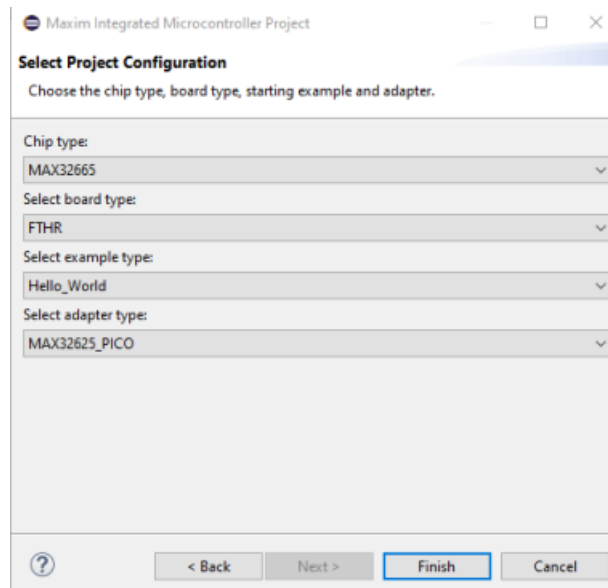 Maxim Integrated Microcontroller Project
Select Project Configuration
Choose the chip type, board type, starting example and adapter.
Chip type:
MAX32665
Select board type:
FTHR
Select example type:
Hello_World
Select adapter type:
MAX32625_PICO
?
< Back
Next >
Finish
Cancel